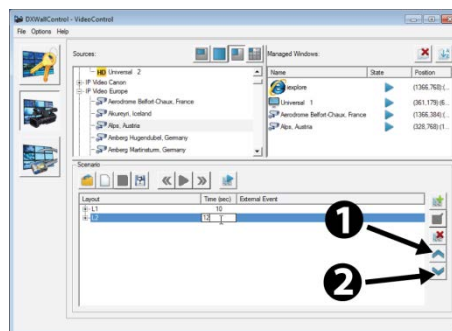 DXWallControl - VideoControl
File Options Help
Sources:
Managed Windows:
HD Universal 2
IP Video Canon
IP Video Europe
Aerodrome Belfort-Chaux, France
Akureyri, Iceland
Alps, Austria
Amberg Hugendubel, Germany
Amberg Martinsturm, Germany
Name State Position
iexplore (1366,768) (...
Universal 1 (361,179) (6...
Aerodrome Belfort-Chaux, France (1366,384) (...
Alps, Austria (328,768) (1...
Scenario
Layout Time (sec) External Event
L1 10
L2 12
1
2